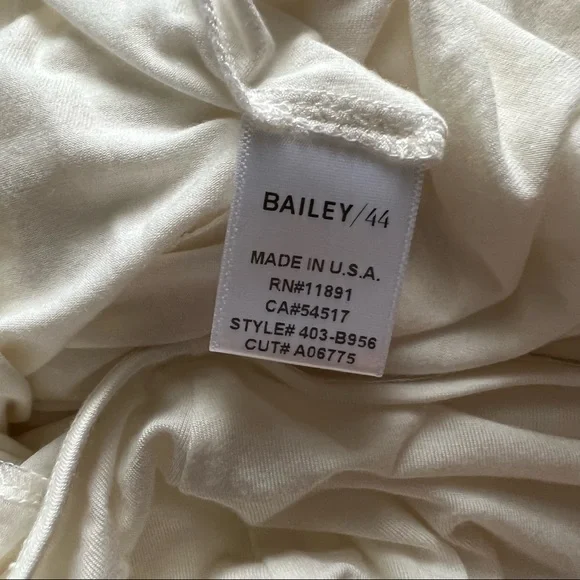 BAILEY/44
MADE IN U.S.A.
RN#11891
CA#54517
STYLE# 403-B956
CUT# A06775